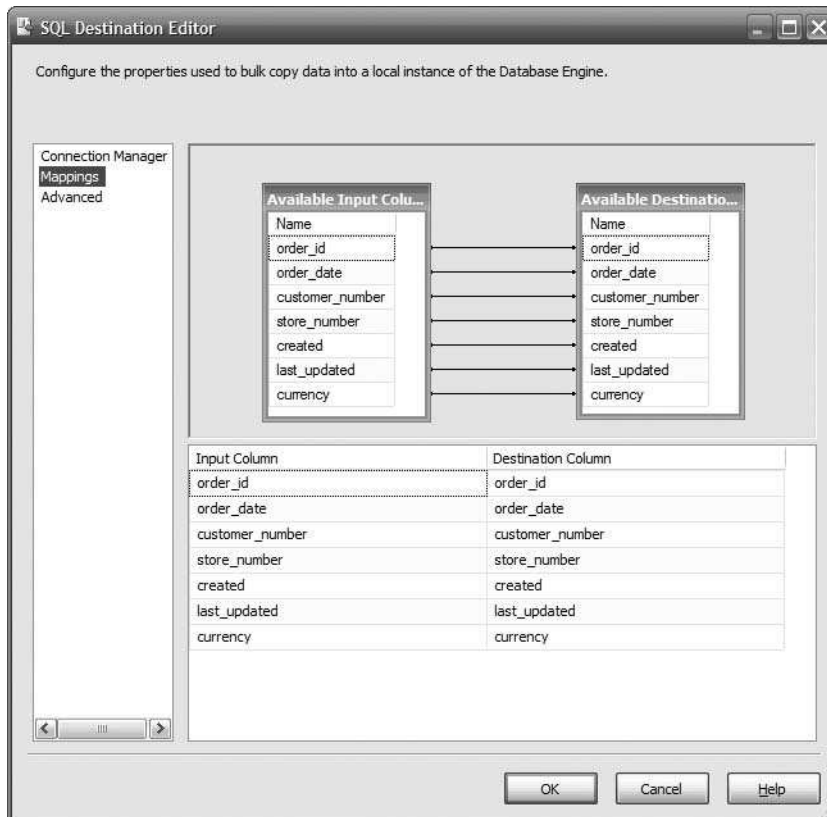 SQL Destination Editor
Configure the properties used to bulk copy data into a local instance of the Database Engine.
Connection Manager
Mappings
Advanced
Available Input Colu...
Name
order_id
order_date
customer_number
store_number
created
last_updated
currency
Available Destinatio...
Name
order_id
order_date
customer_number
store_number
created
last_updated
currency
Input Column Destination Column
order_id order_id
order_date order_date
customer_number customer_number
store_number store_number
created created
last_updated last_updated
currency currency
OK Cancel Help